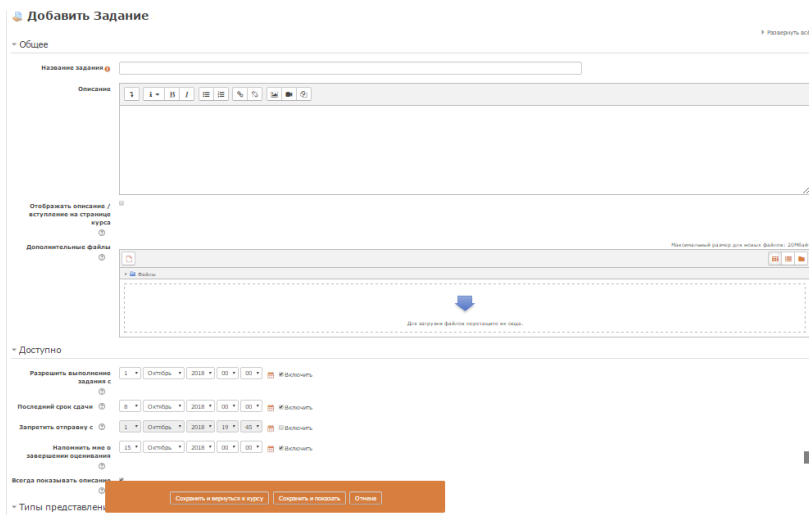 Добавить Задание
Развернуть всё
Общее
Название задания
Описание
Отображать описание /
вступление на странице
курса
Дополнительные файлы
Максимальный размер для новых файлов: 20Мбайт
Файлы
Для загрузки файлов перетащите их сюда.
Доступно
Разрешить выполнение
задания с
1 Октябрь 2018 00 00 Включить
Последний срок сдачи
8 Октябрь 2018 00 00 Включить
Запретить отправку с
1 Октябрь 2018 19 45 Включить
Напомнить мне о
завершении оценивания
15 Октябрь 2018 00 00 Включить
Всегда показывать описание
Сохранить и вернуться к курсу Сохранить и показать Отмена
Типы представлен